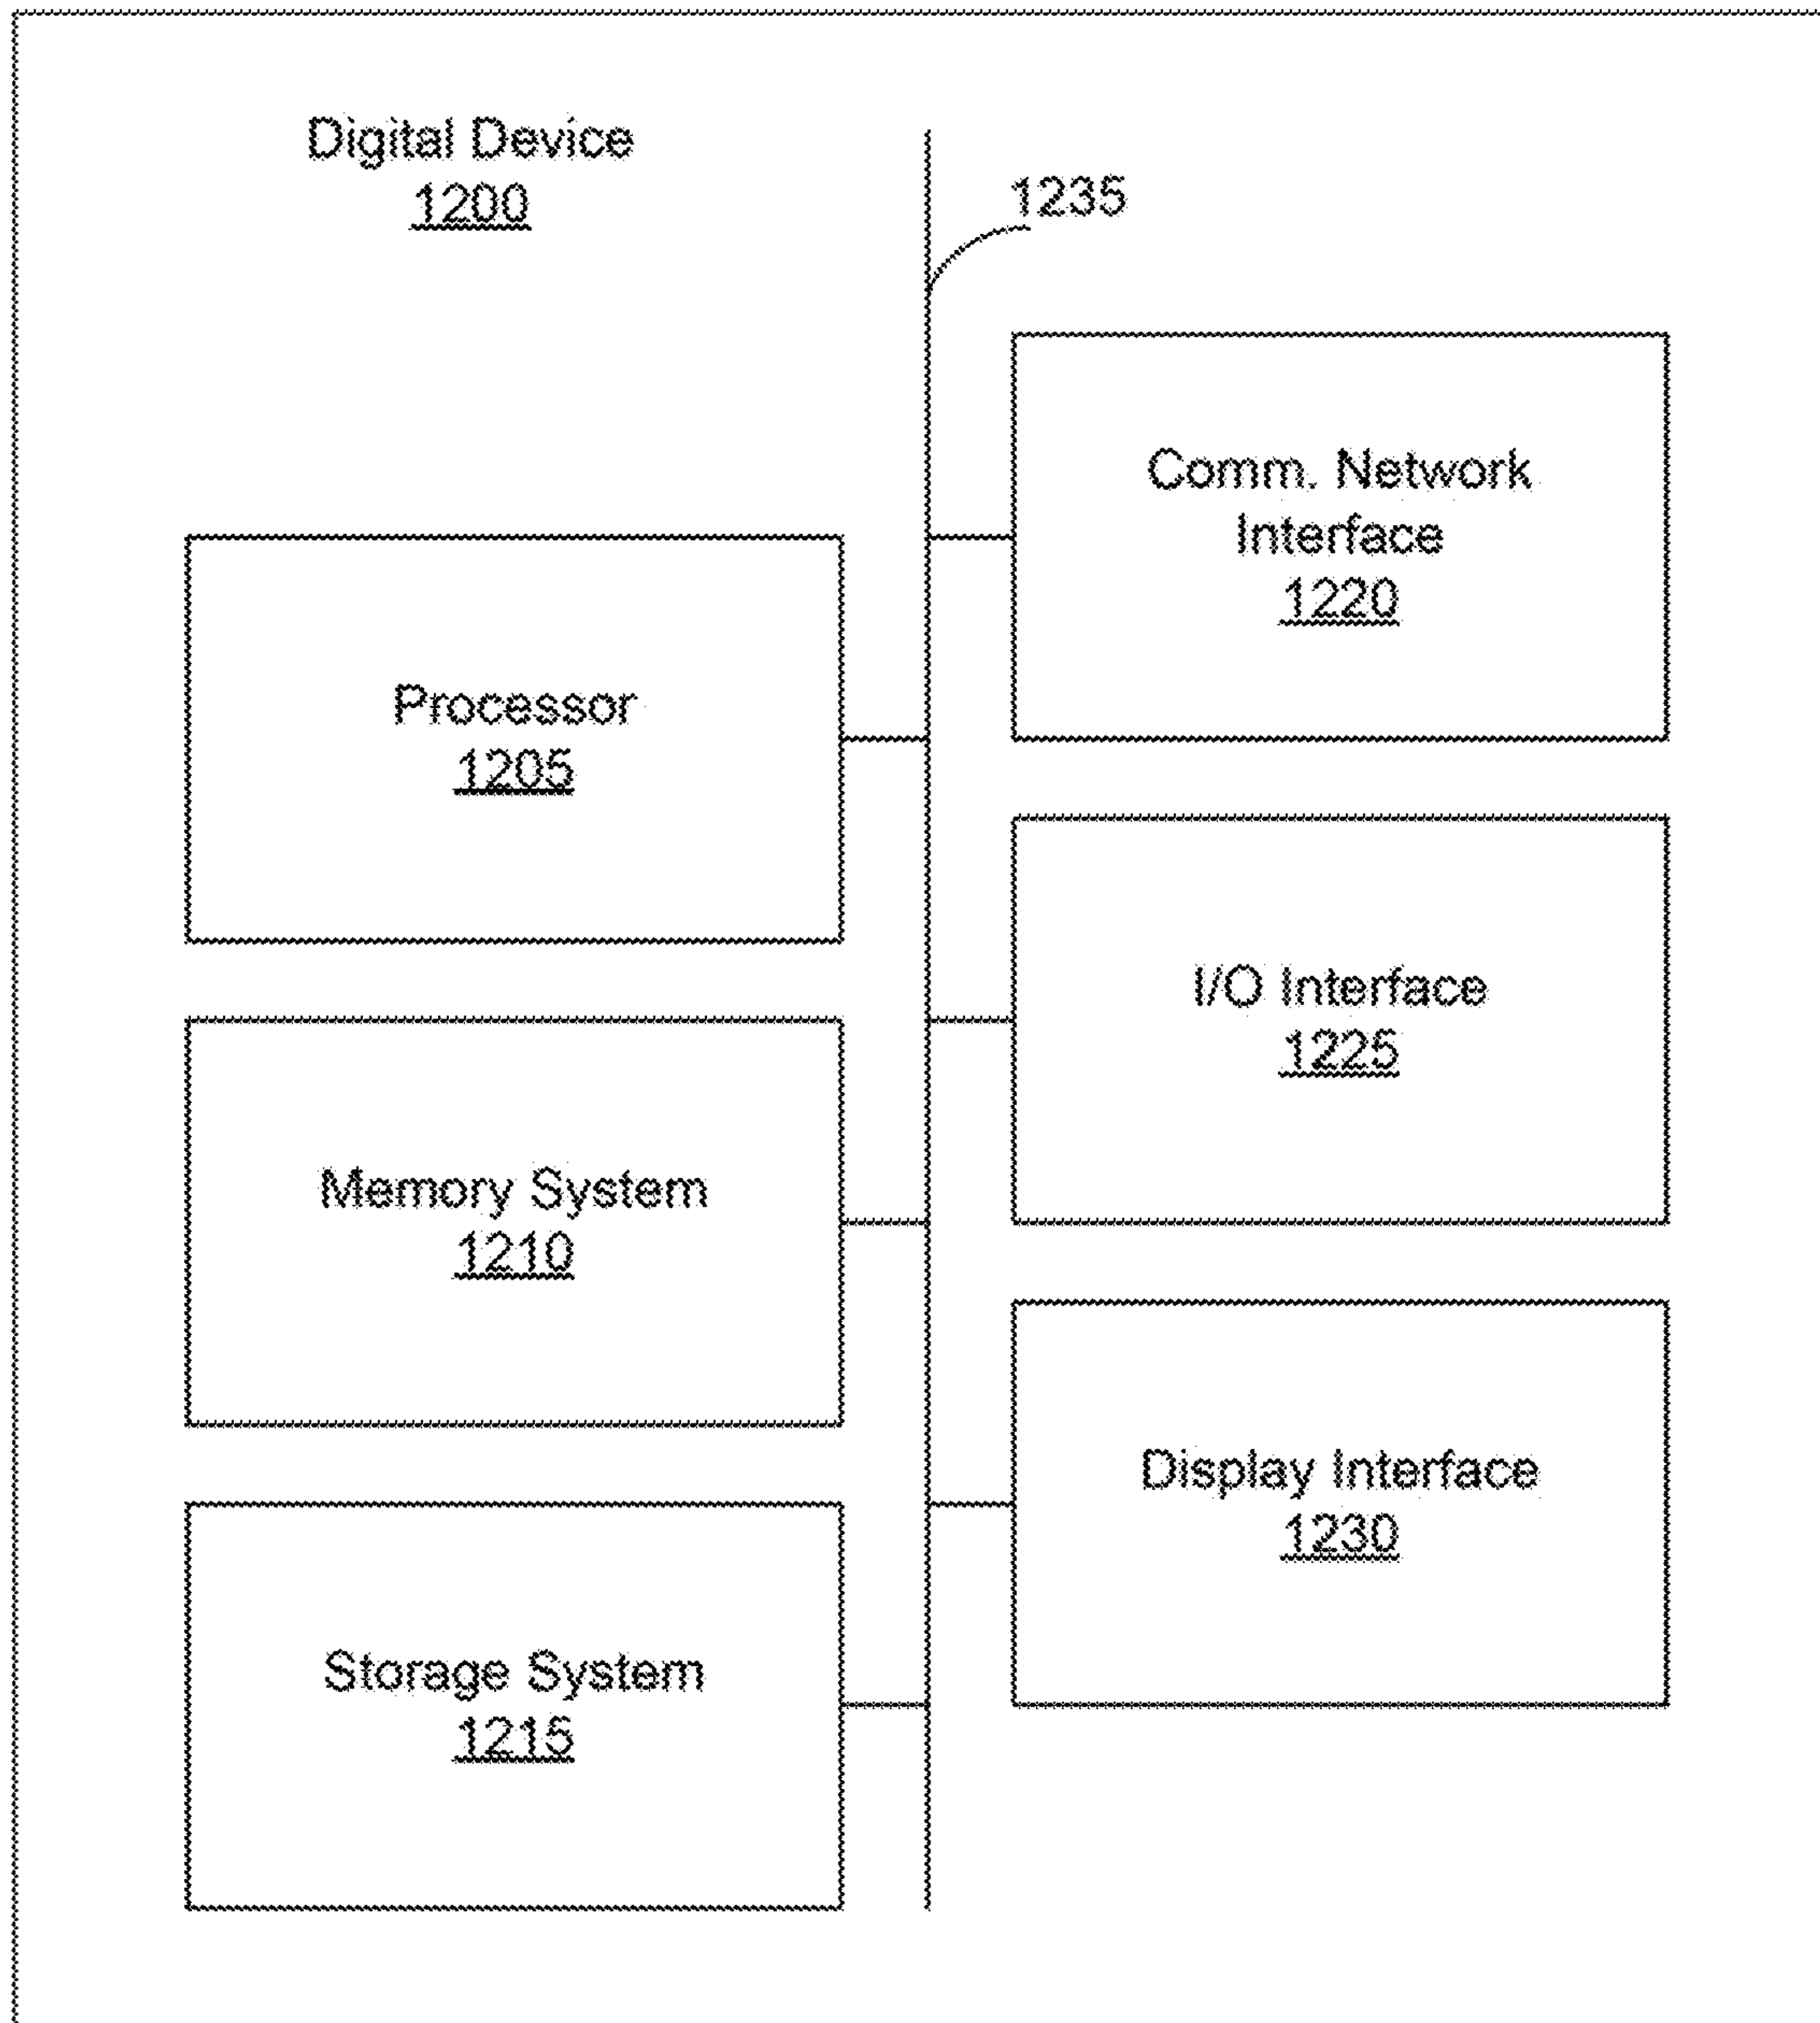 Digital Device
1200
1235
Comm. Network
Interface
1220
Processor
1205
I/O Interface
1225
Memory System
1210
Display Interface
1230
Storage System
1215